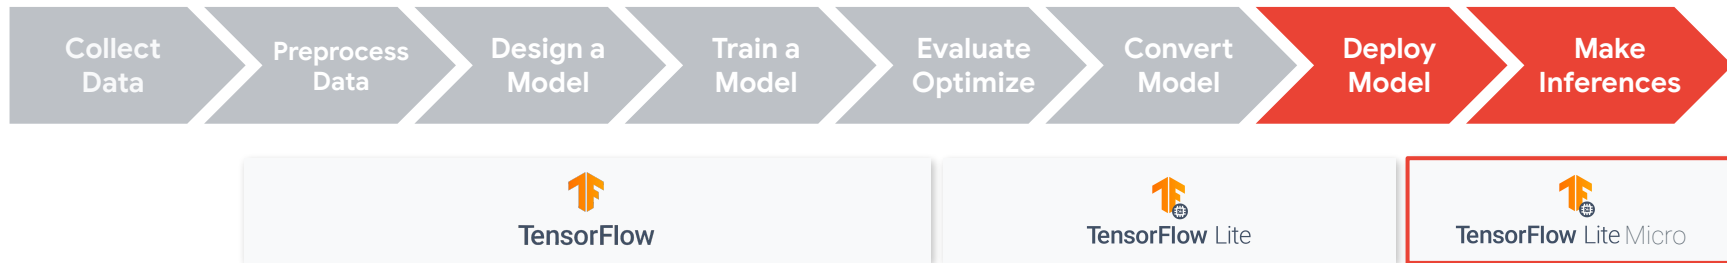 Collect
Data
Preprocess
Data
Design a
Model
Train a
Model
Evaluate
Optimize
Convert
Model
Deploy
Model
Make
Inferences
TensorFlow
TensorFlow Lite
TensorFlow Lite Micro